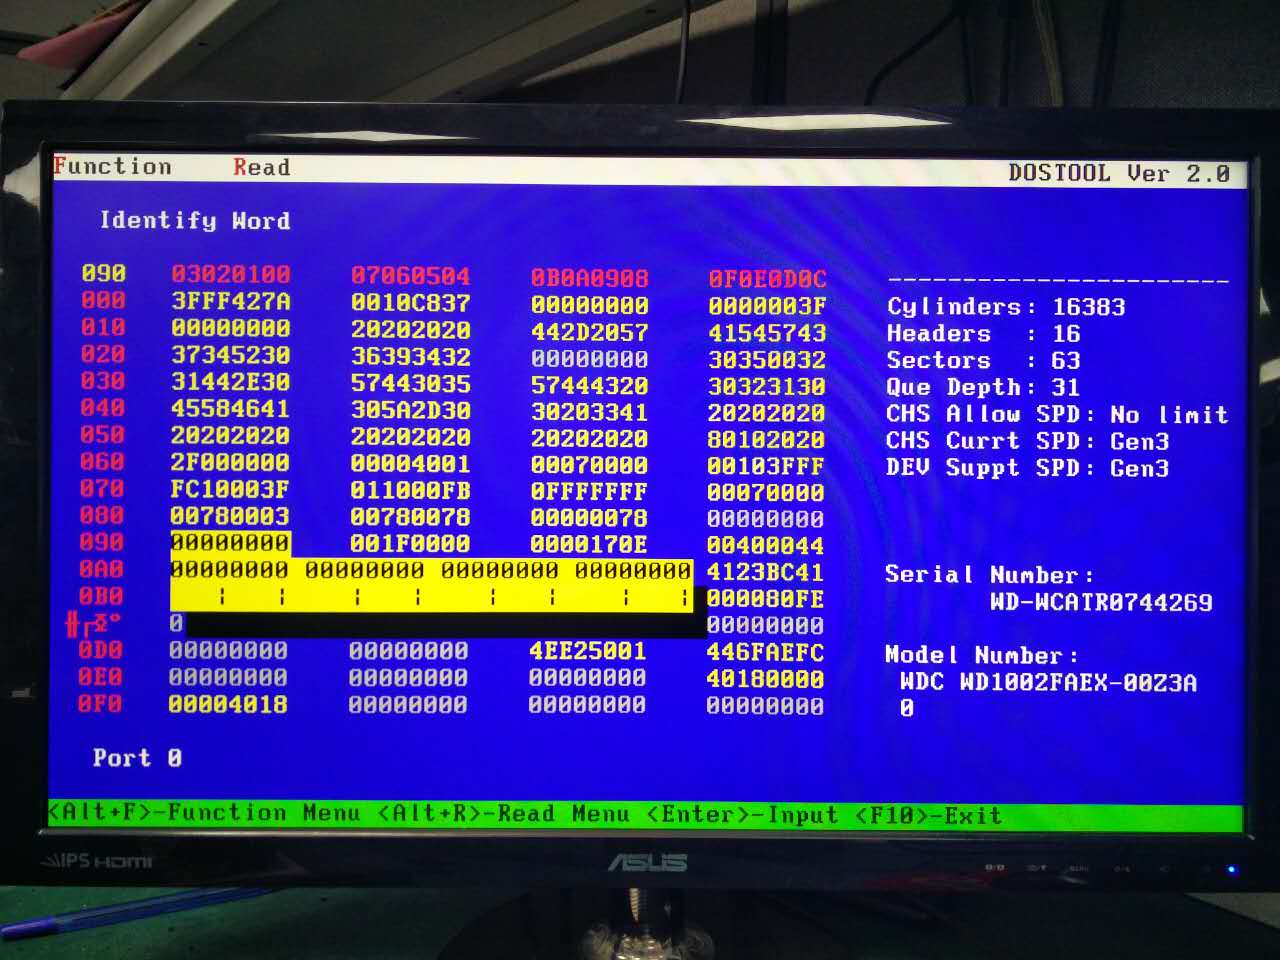 Function Read DOSTOOL Ver 2.0
Identify Word
090 03020100 07060504 0B0A0908 0F0E0D0C
000 3FFF427A 0010C837 00000000 0000003F
010 00000000 20202020 442D2057 41545743
020 37345230 36393432 00000000 30350032
030 31442E30 57443035 57444320 30323130
040 45584641 305A2D30 30203341 20202020
050 20202020 20202020 20202020 80102020
060 2F000000 00004001 00070000 00103FFF
070 FC10003F 011000FB 0FFFFFFF 00070000
080 00780003 00780078 00000078 00000000
090 00000000 001F0000 0000170E 00400044
0A0 00000000 00000000 00000000 00000000 4123BC41
0B0 ¦ ¦ ¦ ¦ ¦ ¦ ¦ ¦ 000080FE
0 00000000
0D0 00000000 00000000 4EE25001 446FAEFC
0E0 00000000 00000000 00000000 40180000
0F0 00004018 00000000 00000000 00000000
Port 0
------------------------
Cylinders: 16383
Headers : 16
Sectors : 63
Que Depth: 31
CHS Allow SPD: No limit
CHS Currt SPD: Gen3
DEV Suppt SPD: Gen3
Serial Number:
WD-WCATR0744269
Model Number:
WDC WD1002FAEX-00Z3A
0
<Alt+F>-Function Menu <Alt+R>-Read Menu <Enter>-Input <F10>-Exit
IPS HDMI
ASUS